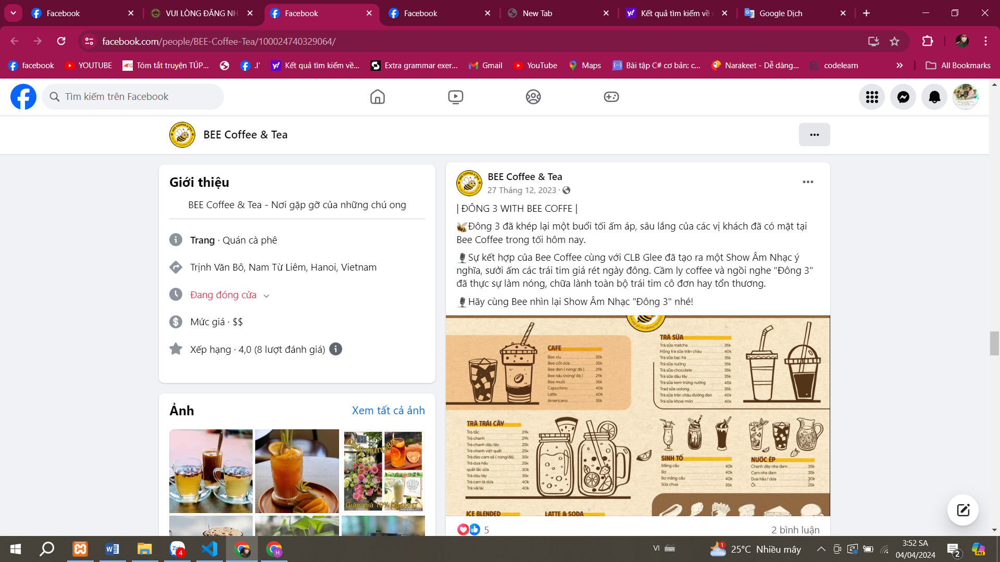 Facebook
VUI LÒNG ĐĂNG NH
Facebook
Facebook
New Tab
Kết quả tìm kiếm về
Google Dịch
facebook.com/people/BEE-Coffee-Tea/100024740329064/
facebook
YOUTUBE
Tóm tắt truyện TÚP...
.I'
Kết quả tìm kiếm về...
Extra grammar exer...
Gmail
YouTube
Maps
Bài tập C# cơ bản: c...
Narakeet - Dễ dàng...
codelearn
All Bookmarks
Tìm kiếm trên Facebook
BEE Coffee & Tea
Giới thiệu
BEE Coffee & Tea - Nơi gặp gỡ của những chú ong
Trang · Quán cà phê
Trịnh Văn Bô, Nam Từ Liêm, Hanoi, Vietnam
Đang đóng cửa
Mức giá · $$
Xếp hạng · 4,0 (8 lượt đánh giá)
Ảnh
Xem tất cả ảnh
Chúc mừng 8/3
Giảm giá 10% đồ uống
BEE Coffee & Tea
27 Tháng 12, 2023 ·
| ĐÔNG 3 WITH BEE COFFE |
Đông 3 đã khép lại một buổi tối ấm áp, sâu lắng của các vị khách đã có mặt tại
Bee Coffee trong tối hôm nay.
Sự kết hợp của Bee Coffee cùng với CLB Glee đã tạo ra một Show Âm Nhạc ý
nghĩa, sưởi ấm các trái tim giá rét ngày đông. Cầm ly coffee và ngồi nghe "Đông 3"
đã thực sự làm nóng, chữa lành toàn bộ trái tim cô đơn hay tổn thương.
Hãy cùng Bee nhìn lại Show Âm Nhạc "Đông 3" nhé!
CAFE
Bee xỉu 35k
Bee cốt dừa 35k
Bee đen ( nóng/ đá ) 29k
Bee nâu (nóng/ đá ) 29k
Bee muối 35k
Capuchino 40k
Latte 40k
Americano 35k
TRÀ SỮA
Trà sữa matcha 35k
Hồng trà sữa trân châu 40k
Trà sữa bạc hà 35k
Trà sữa nướng 35k
Trà sữa chocolate 35k
Trà sữa dâu tây 35k
Trà sữa kem trứng nướng 40k
Trad sữa oolong 35k
Trà sữa trân châu đường đen 40k
Trà sữa khoai môn 40k
TRÀ TRÁI CÂY
Trà tắc 29k
Trà chanh 29k
Trà chanh dâu tây 25k
Trà chanh việt quất 25k
Trà đào cam sả ( nóng/đá) 35k
Trà dưa hấu 25k
quất lắc sữa 30k
Trà dâu tây 35k
Trà cam lá dứa 40k
Trà vải lài 40k
SINH TỐ
Mãng cầu 40k
Bơ 40k
Bơ mãng cầu 40k
Sữa chua 35k
NƯỚC ÉP
Chanh dây nha đam 35k
Cam nha đam 35k
Dưa hấu / dứa 30k
Ổi 25k
ICE BLENDED
LATTE & SODA
5
2 bình luận
4
VI
1
25°C Nhiều mây
3:52 SA
04/04/2024
2
PRE